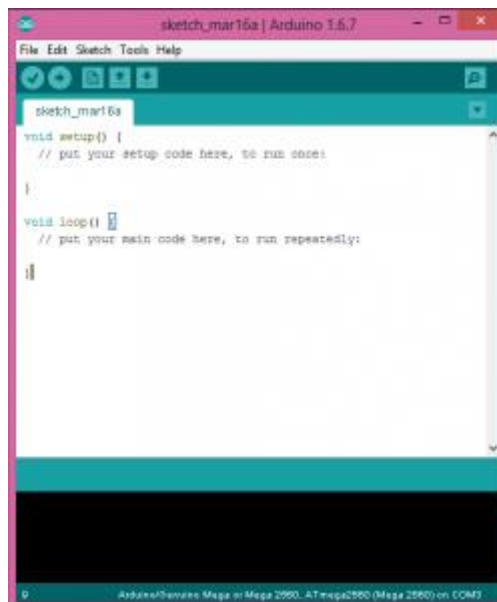 sketch_mar16a | Arduino 1.6.7
File Edit Sketch Tools Help
sketch_mar16a
void setup() {
// put your setup code here, to run once:
}
void loop() {
// put your main code here, to run repeatedly:
}
9 Arduino/Genuino Mega or Mega 2560, ATmega2560 (Mega 2560) on COM3